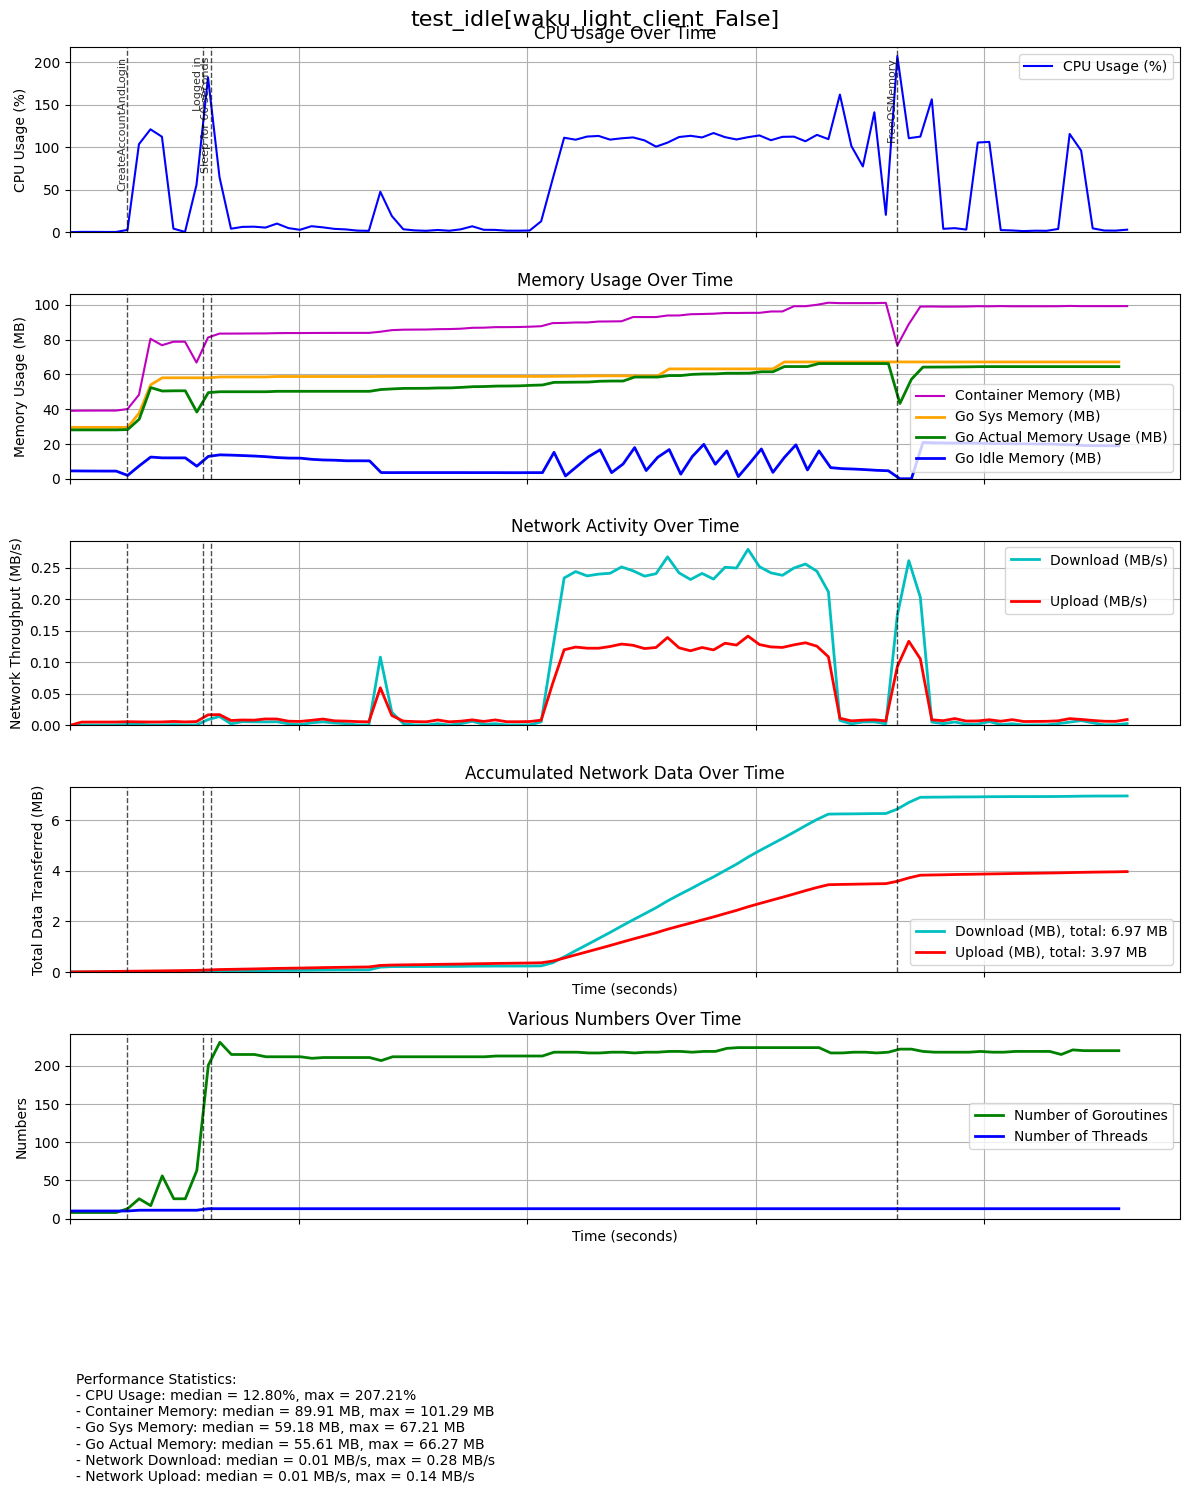 test_idle[waku_light_client_False]
CPU Usage Over Time
CPU Usage (%)
200
150
100
50
0
CreateAccountAndLogin
Logged in
Sleep for 60 seconds
FreeOSMemory
CPU Usage (%)
Memory Usage Over Time
Memory Usage (MB)
100
80
60
40
20
0
Container Memory (MB)
Go Sys Memory (MB)
Go Actual Memory Usage (MB)
Go Idle Memory (MB)
Network Activity Over Time
Network Throughput (MB/s)
0.25
0.20
0.15
0.10
0.05
0.00
Download (MB/s)
Upload (MB/s)
Accumulated Network Data Over Time
Total Data Transferred (MB)
6
4
2
0
Download (MB), total: 6.97 MB
Upload (MB), total: 3.97 MB
Time (seconds)
Various Numbers Over Time
Numbers
200
150
100
50
0
Number of Goroutines
Number of Threads
Time (seconds)
Performance Statistics:
- CPU Usage: median = 12.80%, max = 207.21%
- Container Memory: median = 89.91 MB, max = 101.29 MB
- Go Sys Memory: median = 59.18 MB, max = 67.21 MB
- Go Actual Memory: median = 55.61 MB, max = 66.27 MB
- Network Download: median = 0.01 MB/s, max = 0.28 MB/s
- Network Upload: median = 0.01 MB/s, max = 0.14 MB/s